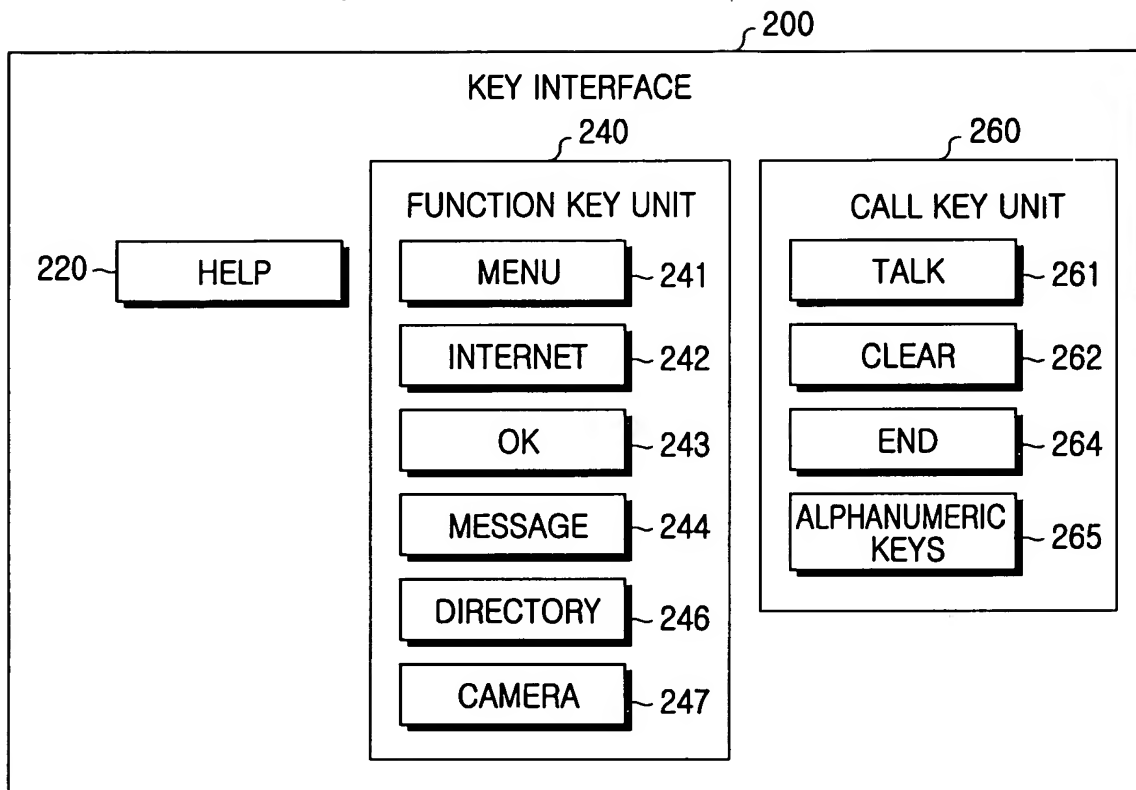 200
KEY INTERFACE
240
260
FUNCTION KEY UNIT
CALL KEY UNIT
220
HELP
MENU
241
TALK
261
INTERNET
242
CLEAR
262
OK
243
END
264
MESSAGE
244
ALPHANUMERIC
KEYS
265
DIRECTORY
246
CAMERA
247